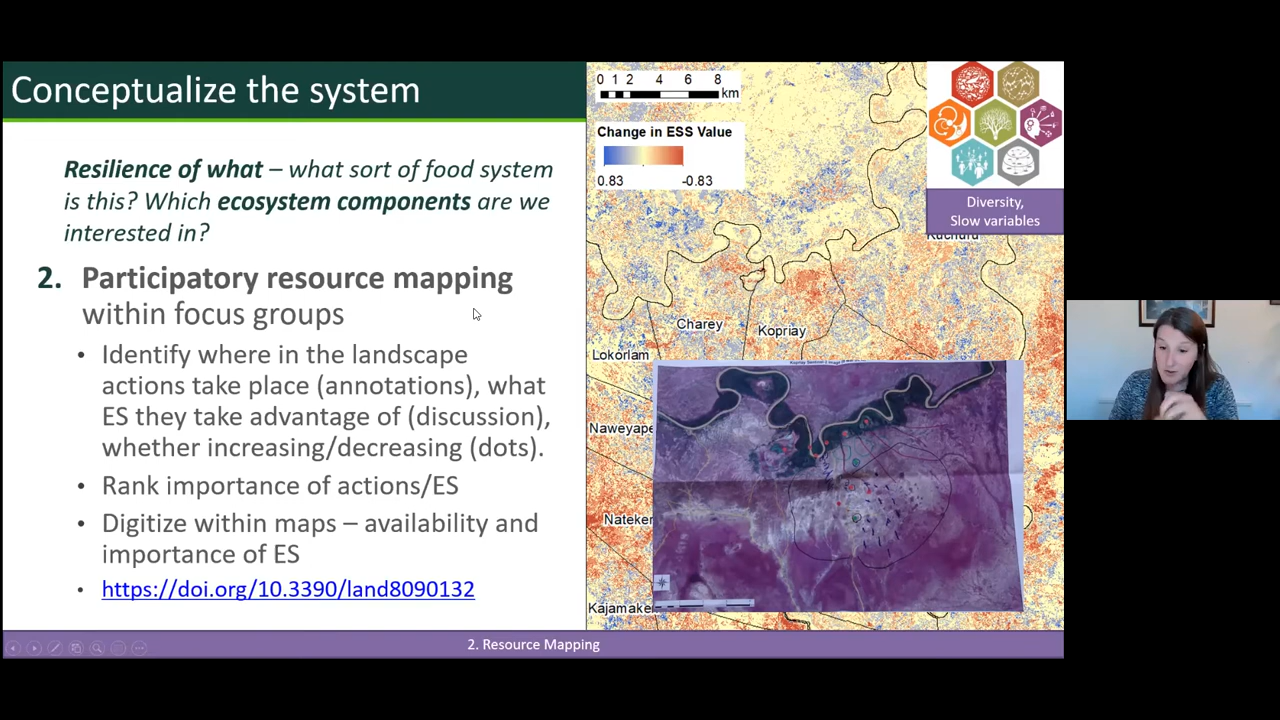 Conceptualize the system
Resilience of what – what sort of food system
is this? Which ecosystem components are we
interested in?
2. Participatory resource mapping
within focus groups
• Identify where in the landscape
actions take place (annotations), what
ES they take advantage of (discussion),
whether increasing/decreasing (dots).
• Rank importance of actions/ES
• Digitize within maps – availability and
importance of ES
• https://doi.org/10.3390/land8090132
0 1 2 4 6 8
km
Change in ESS Value
0.83 -0.83
Diversity,
Slow variables
Kuchuru
Charey
Kopriay
Lokorlam
Naweyape
Nateker
Kajamaker
2. Resource Mapping